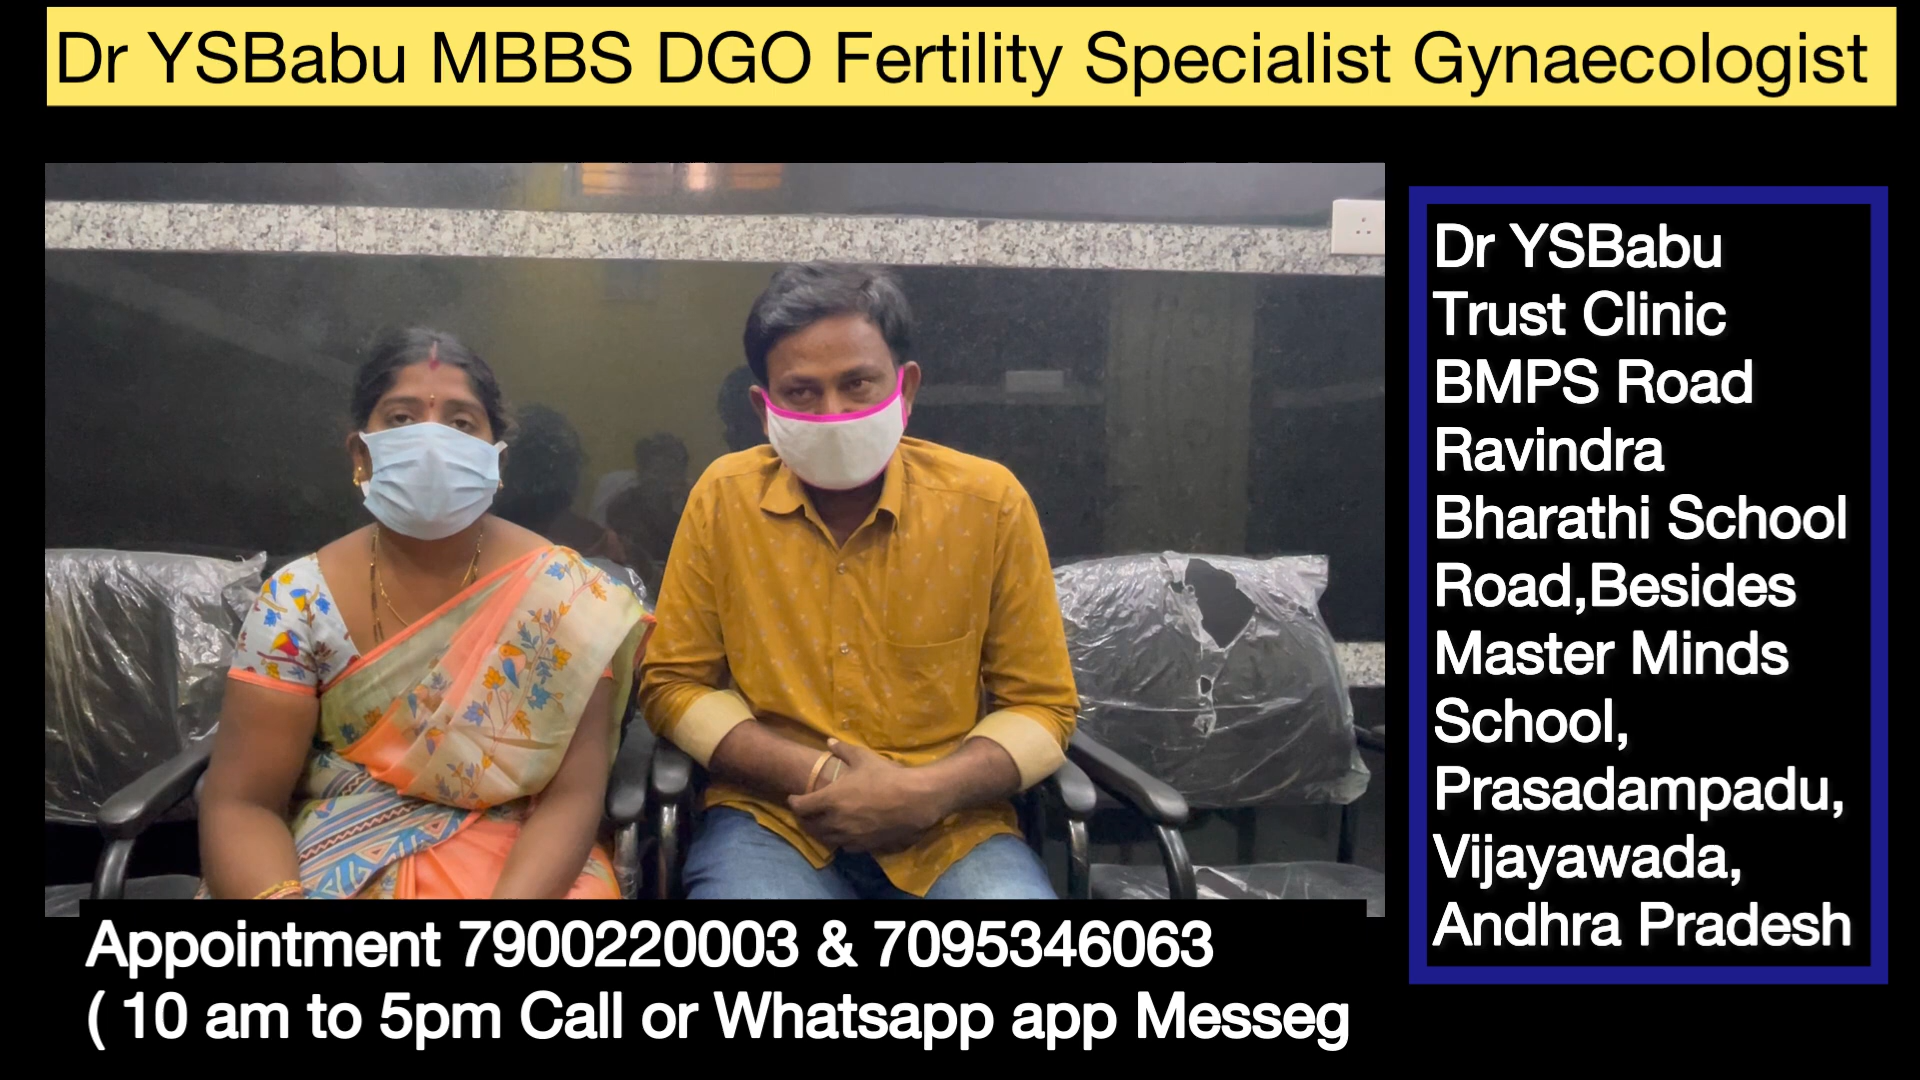 Dr YSBabu MBBS DGO Fertility Specialist Gynaecologist
Dr YSBabu
Trust Clinic
BMPS Road
Ravindra
Bharathi School
Road,Besides
Master Minds
School,
Prasadampadu,
Vijayawada,
Andhra Pradesh
Appointment 7900220003 & 7095346063
( 10 am to 5pm Call or Whatsapp app Messeg